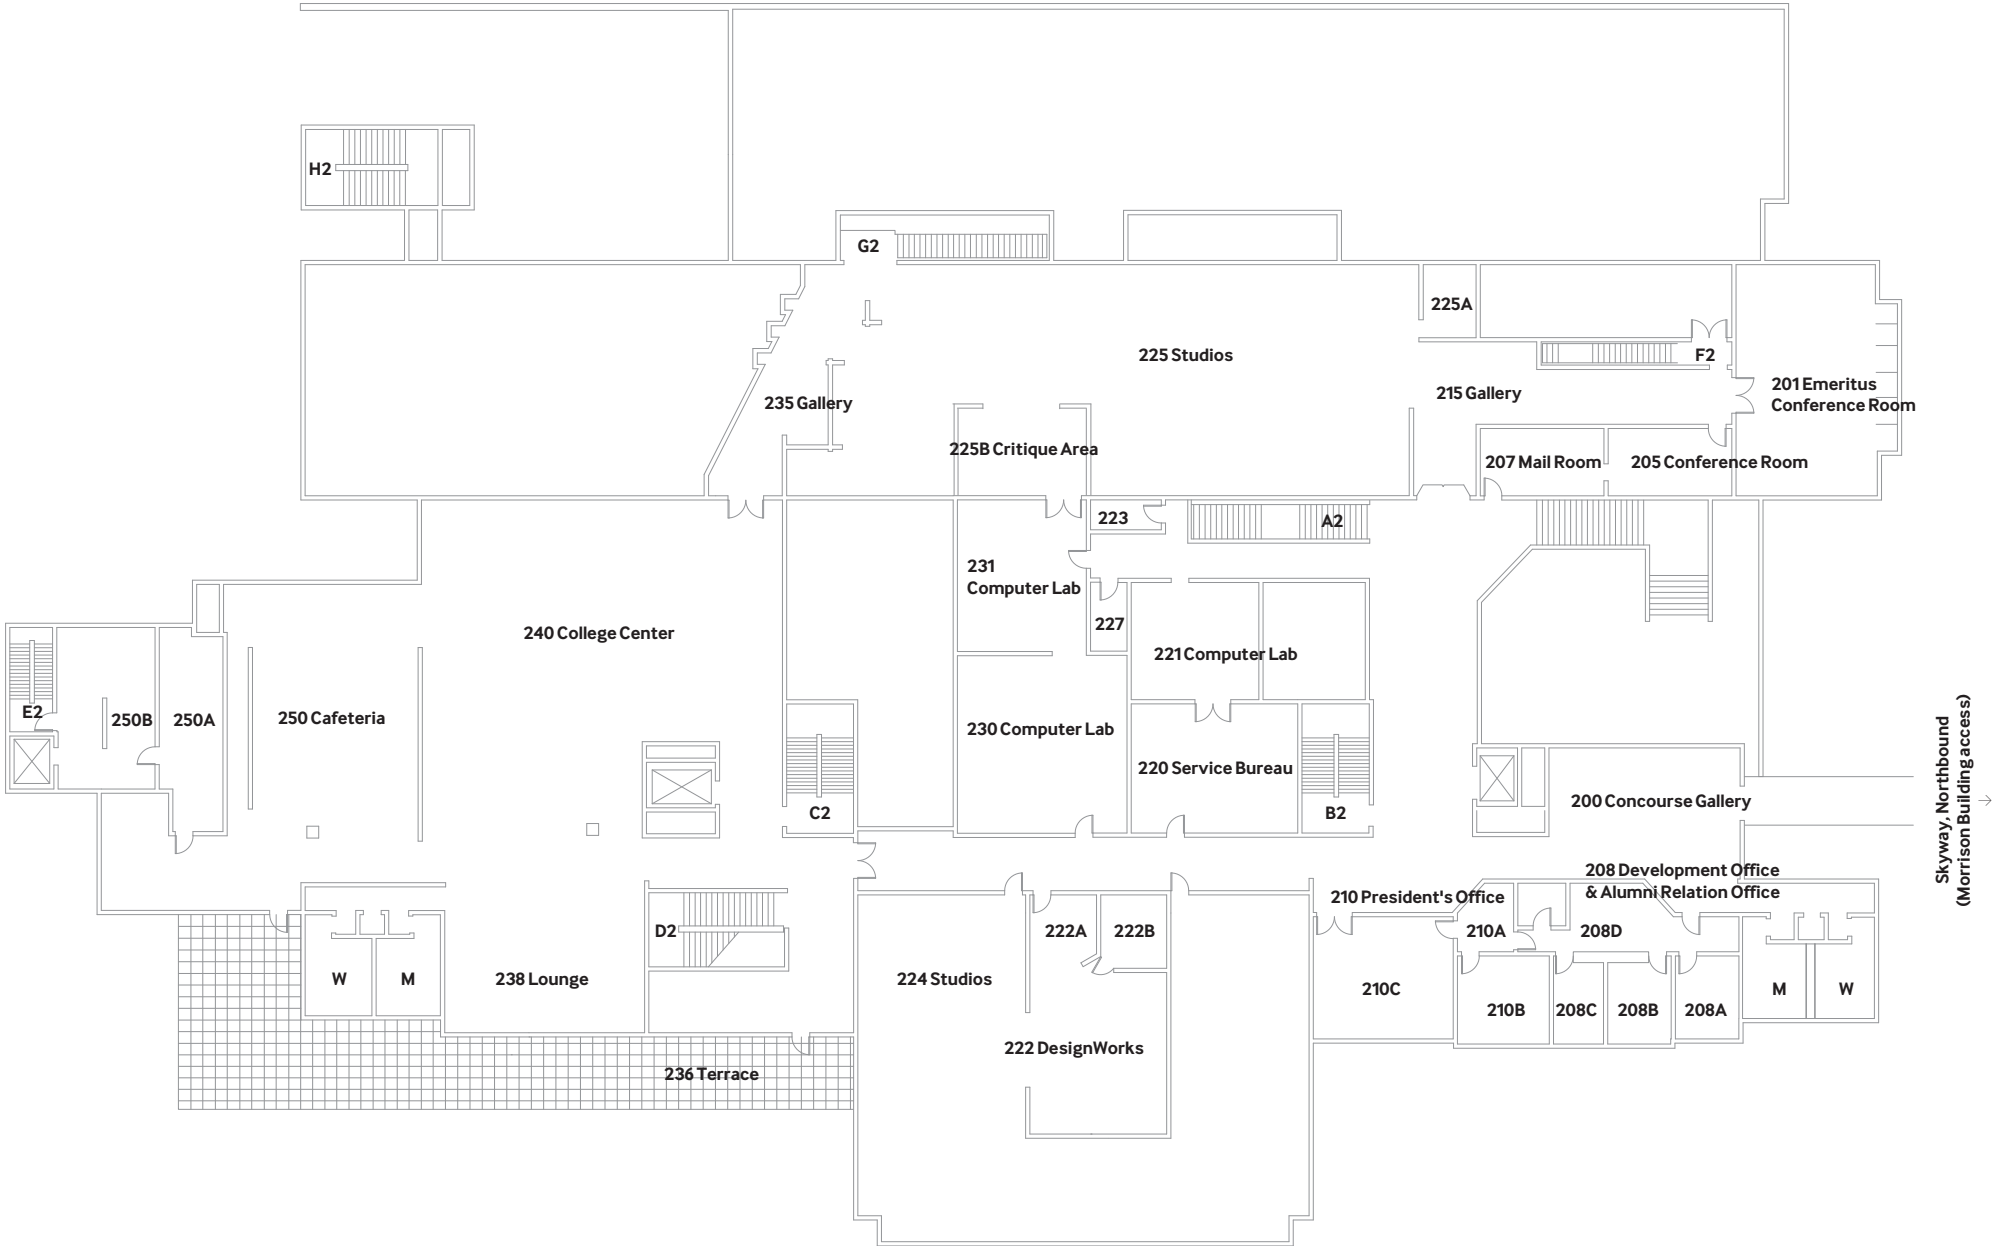 H2
G2
225A
225 Studios
F2
201 Emeritus
Conference Room
215 Gallery
235 Gallery
225B Critique Area
207 Mail Room
205 Conference Room
223
A2
231
Computer Lab
227
240 College Center
221 Computer Lab
E2
250B
250A
250 Cafeteria
230 Computer Lab
220 Service Bureau
C2
B2
200 Concourse Gallery
Skyway, Northbound
(Morrison Building access)
208 Development Office
& Alumni Relation Office
210 President's Office
D2
222A
222B
210A
208D
W
M
238 Lounge
224 Studios
210C
210B
208C
208B
208A
M
W
222 DesignWorks
236 Terrace